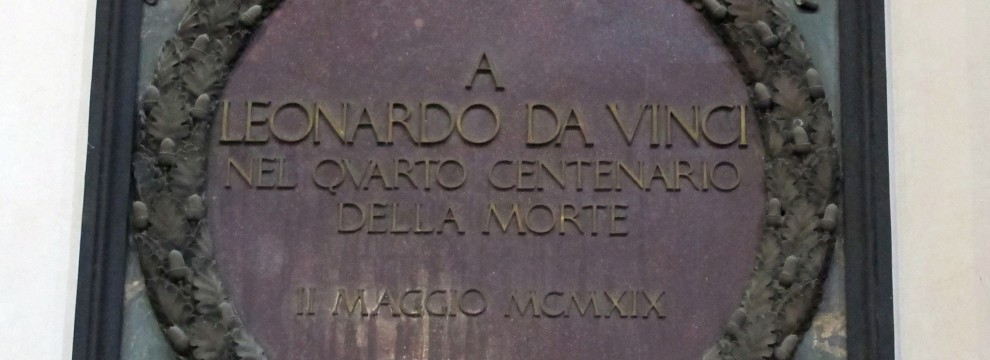 A
LEONARDO DA VINCI
NEL QVARTO CENTENARIO
DELLA MORTE
II MAGGIO MCMXIX